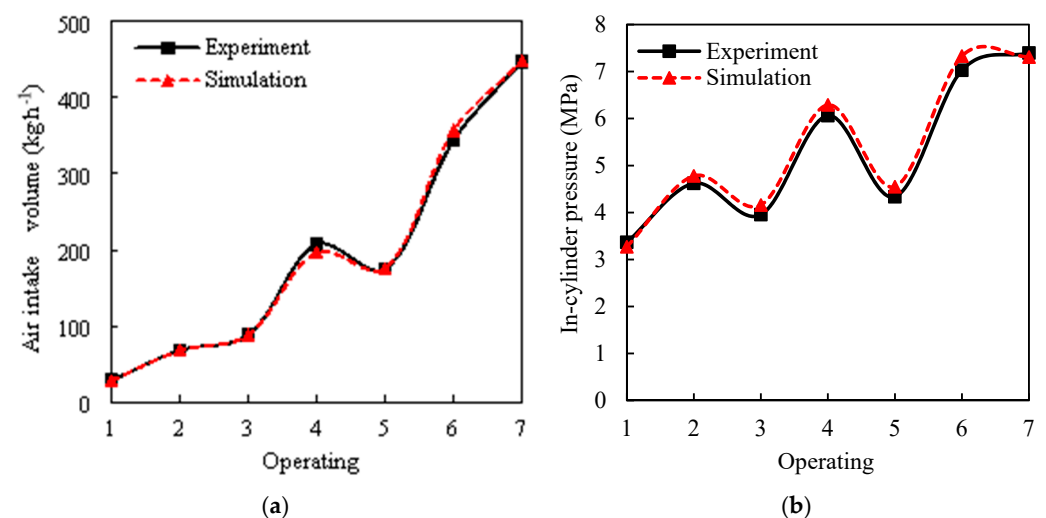 500
400
300
200
100
0
Air intake volume (kgh-1)
Experiment
Simulation
1 2 3 4 5 6 7
Operating
(a)
8
7
6
5
4
3
2
1
0
In-cylinder pressure (MPa)
Experiment
Simulation
1 2 3 4 5 6 7
Operating
(b)